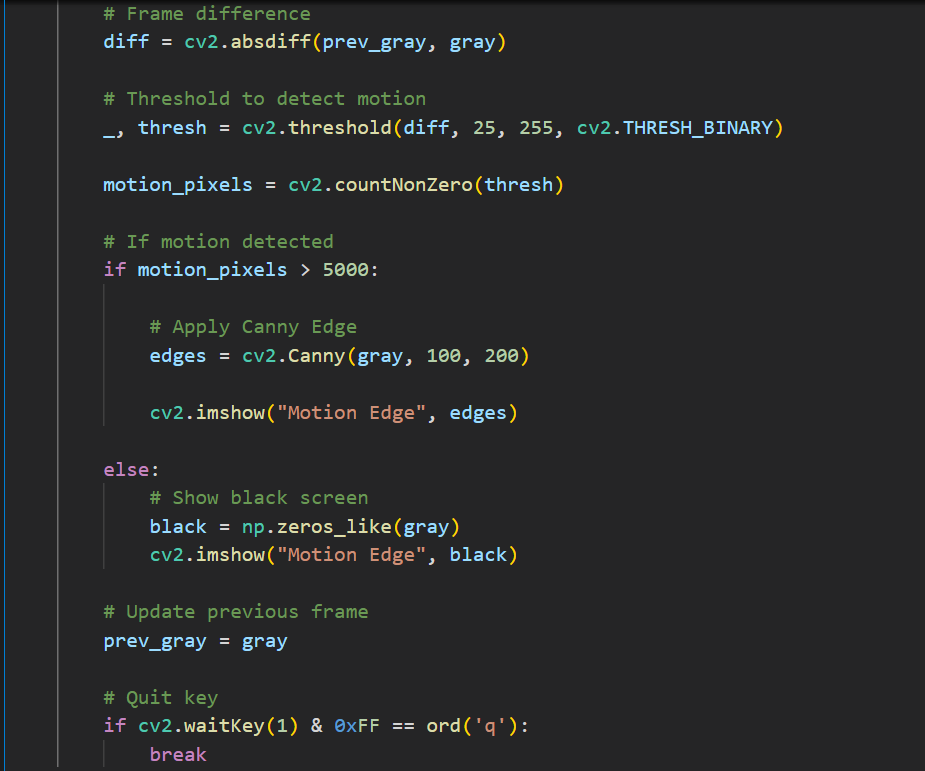 # Frame difference
diff = cv2.absdiff(prev_gray, gray)
# Threshold to detect motion
_, thresh = cv2.threshold(diff, 25, 255, cv2.THRESH_BINARY)
motion_pixels = cv2.countNonZero(thresh)
# If motion detected
if motion_pixels > 5000:
# Apply Canny Edge
edges = cv2.Canny(gray, 100, 200)
cv2.imshow("Motion Edge", edges)
else:
# Show black screen
black = np.zeros_like(gray)
cv2.imshow("Motion Edge", black)
# Update previous frame
prev_gray = gray
# Quit key
if cv2.waitKey(1) & 0xFF == ord('q'):
break